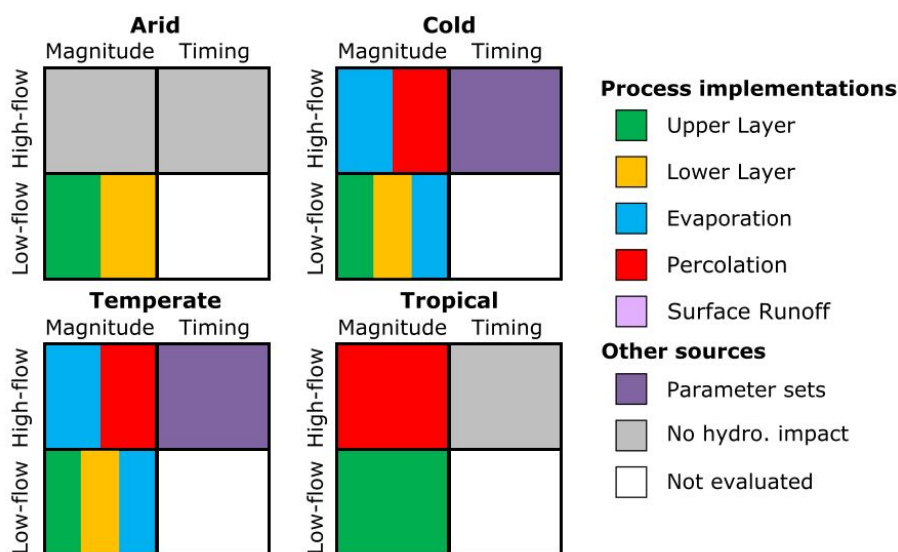 Arid
Magnitude Timing
High-flow
Low-flow
Cold
Magnitude Timing
High-flow
Low-flow
Temperate
Magnitude Timing
High-flow
Low-flow
Tropical
Magnitude Timing
High-flow
Low-flow
Process implementations
Upper Layer
Lower Layer
Evaporation
Percolation
Surface Runoff
Other sources
Parameter sets
No hydro. impact
Not evaluated